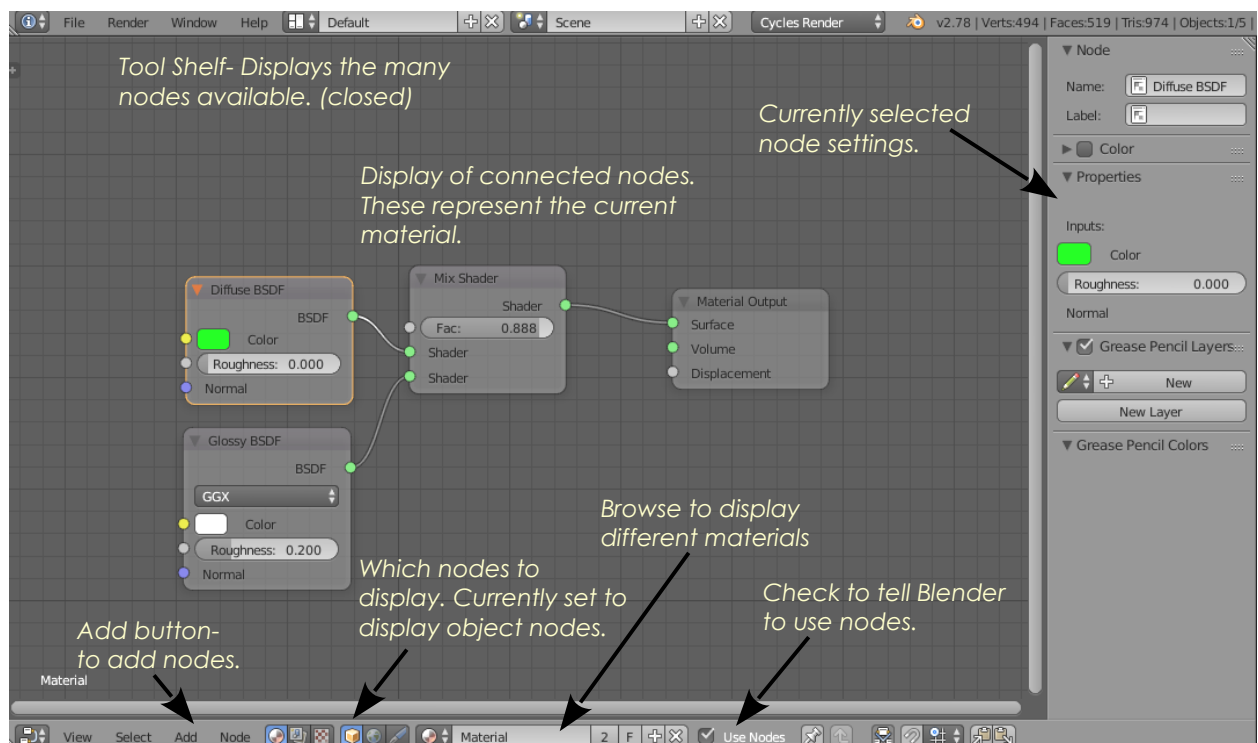 File Render Window Help Default Scene Cycles Render v2.78 | Verts:494 | Faces:519 | Tris:974 | Objects:1/5 |
Tool Shelf- Displays the many
nodes available. (closed)
Currently selected
node settings.
Display of connected nodes.
These represent the current
material.
Diffuse BSDF
BSDF
Color
Roughness: 0.000
Normal
Mix Shader
Shader
Fac: 0.888
Shader
Shader
Material Output
Surface
Volume
Displacement
Glossy BSDF
BSDF
GGX
Color
Roughness: 0.200
Normal
Browse to display
different materials
Which nodes to
display. Currently set to
display object nodes.
Check to tell Blender
to use nodes.
Add button-
to add nodes.
Material
Node
Name: Diffuse BSDF
Label:
Color
Properties
Inputs:
Color
Roughness: 0.000
Normal
Grease Pencil Layers
New
New Layer
Grease Pencil Colors
View Select Add Node Material 2 F Use Nodes